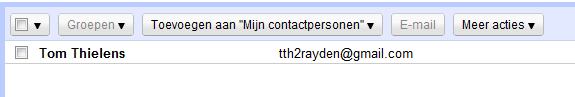 Groepen Toevoegen aan "Mijn contactpersonen" E-mail Meer acties
Tom Thielens tth2rayden@gmail.com